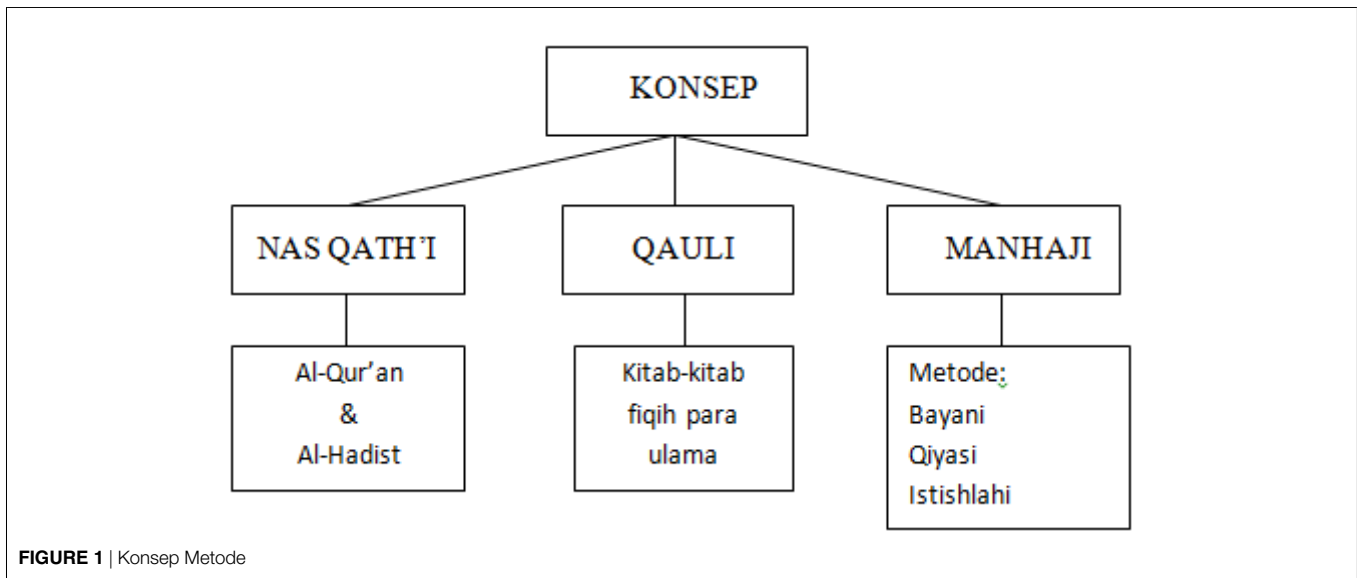 KONSEP
NAS QATH'I
QAULI
MANHAJI
Al-Qur'an
&
Al-Hadist
Kitab-kitab
fiqih para
ulama
Metode:
Bayani
Qiyasi
Istishlahi
FIGURE 1 | Konsep Metode